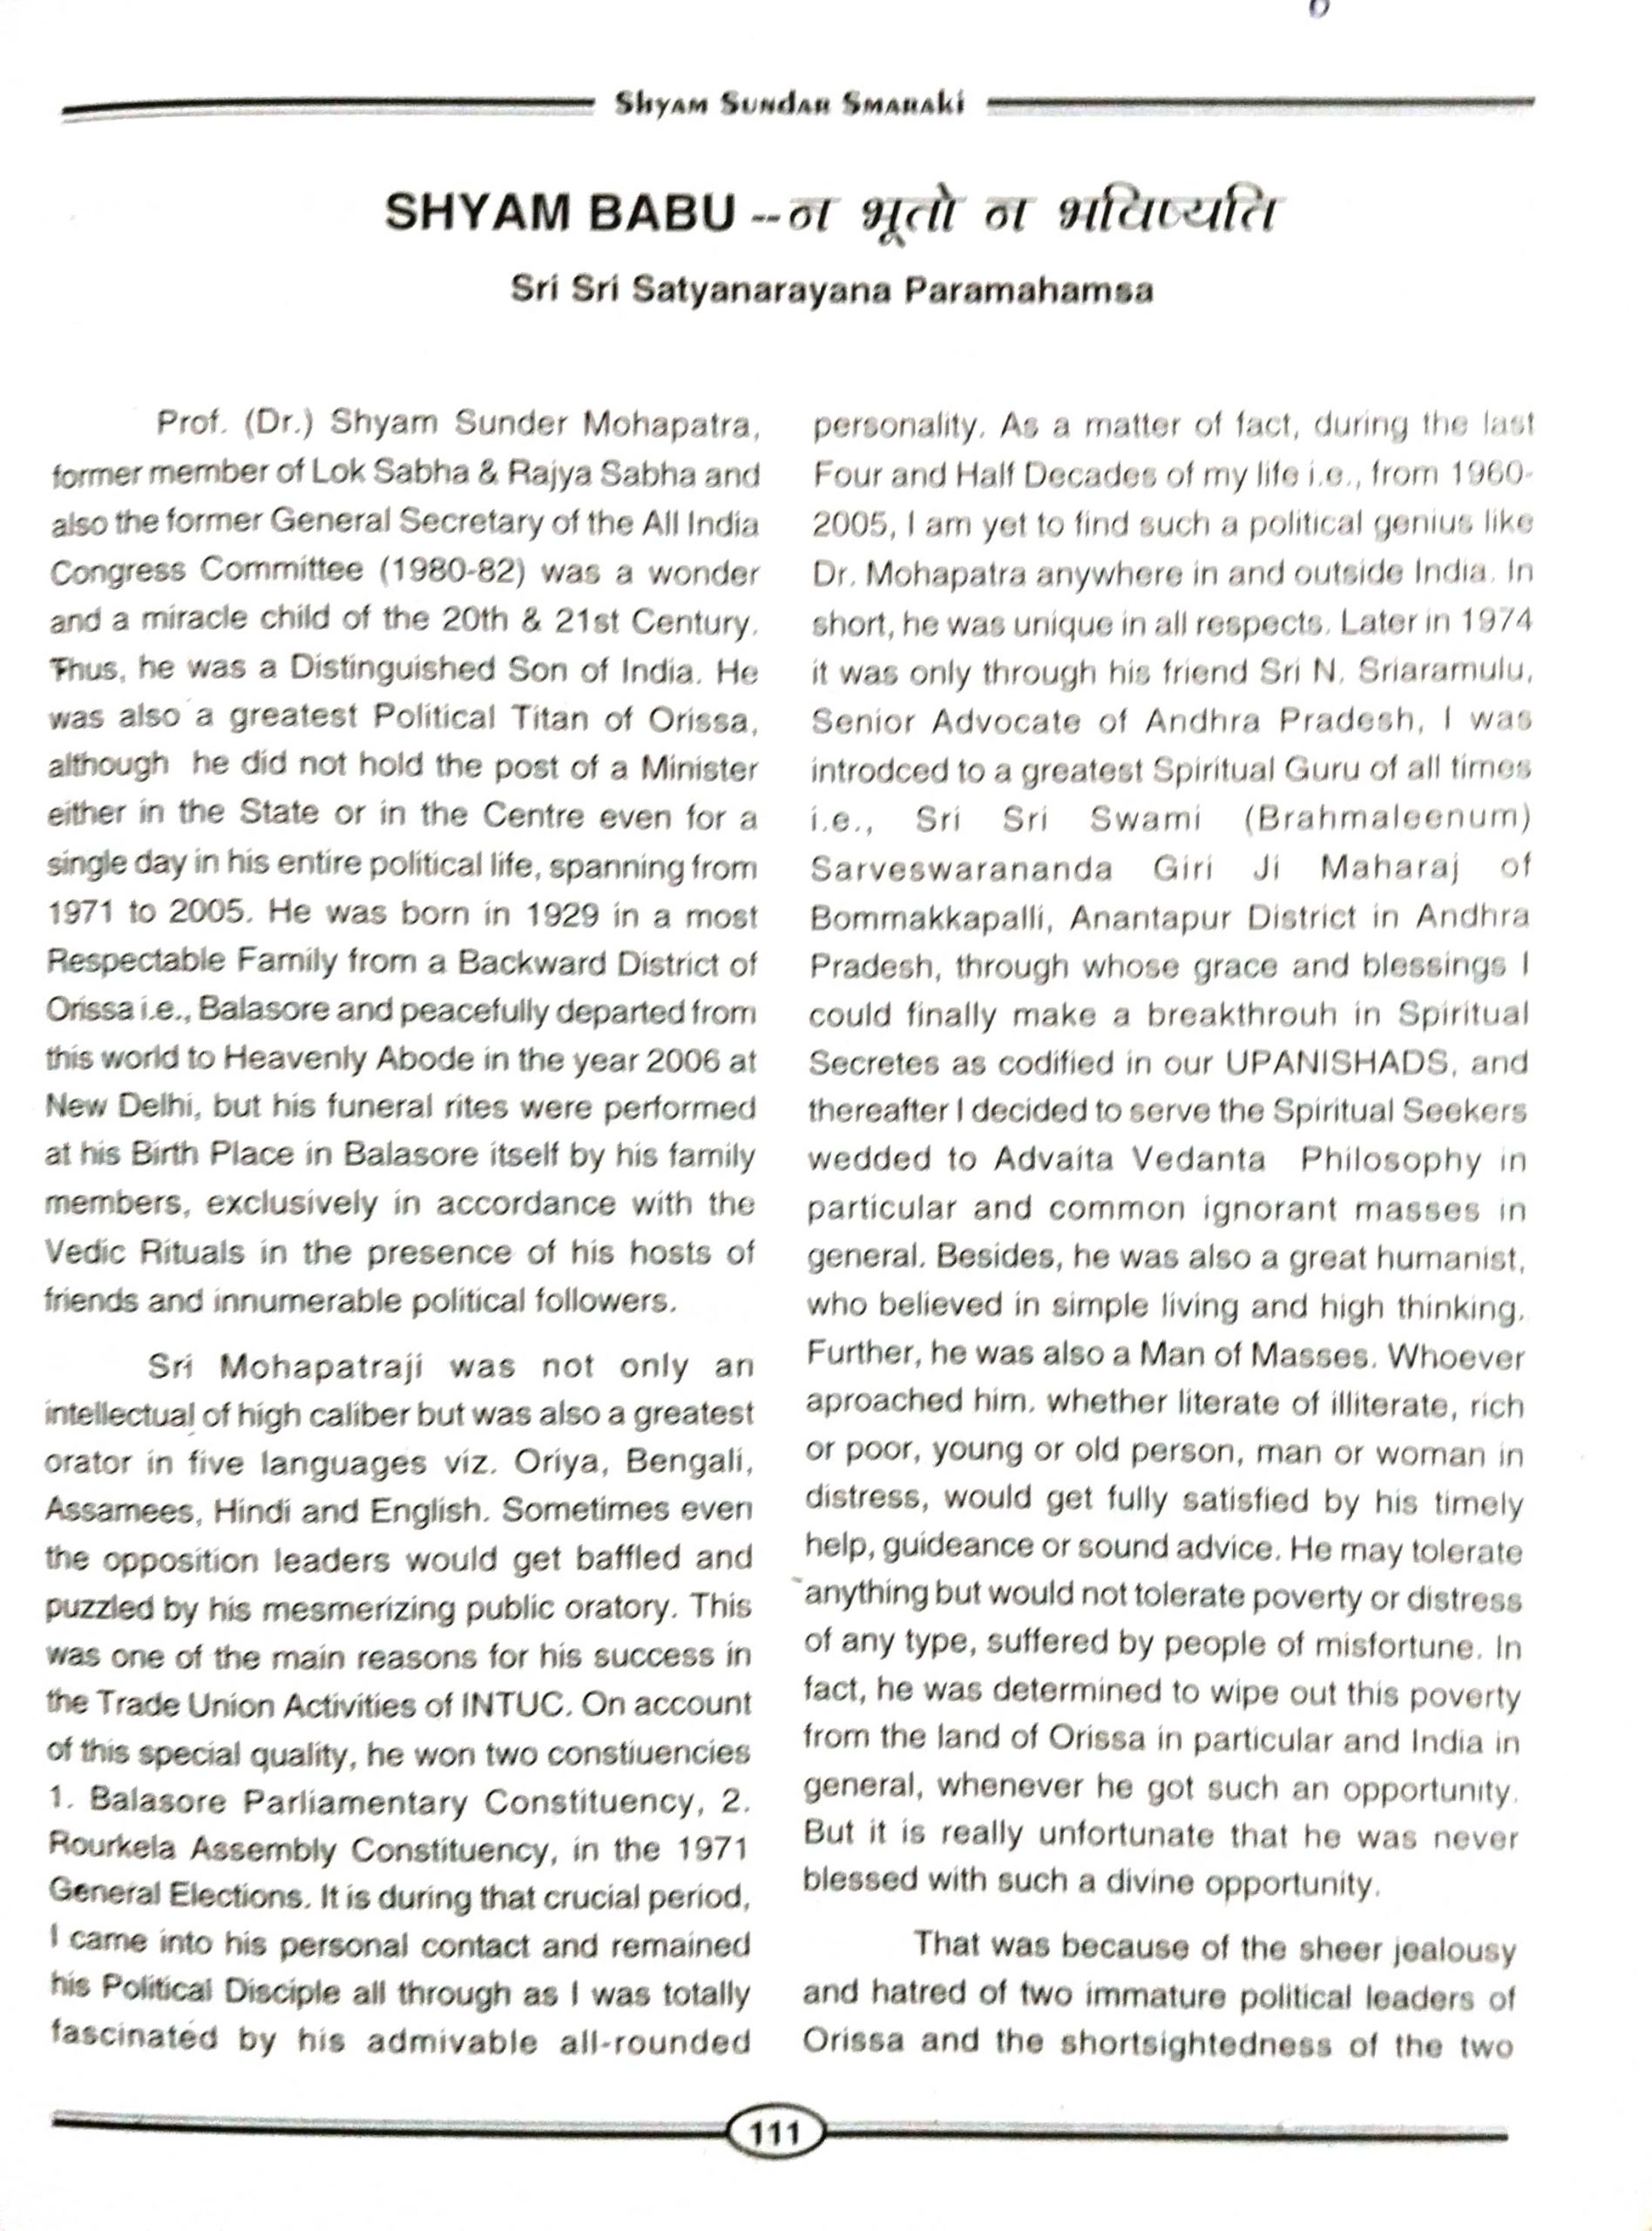 Shyam Sundar Smaraki
SHYAM BABU -- न भूतो न भविष्यति
Sri Sri Satyanarayana Paramahamsa
Prof. (Dr.) Shyam Sunder Mohapatra,
former member of Lok Sabha & Rajya Sabha and
also the former General Secretary of the All India
Congress Committee (1980-82) was a wonder
and a miracle child of the 20th & 21st Century.
Thus, he was a Distinguished Son of India. He
was also a greatest Political Titan of Orissa,
although he did not hold the post of a Minister
either in the State or in the Centre even for a
single day in his entire political life, spanning from
1971 to 2005. He was born in 1929 in a most
Respectable Family from a Backward District of
Orissa i.e., Balasore and peacefully departed from
this world to Heavenly Abode in the year 2006 at
New Delhi, but his funeral rites were performed
at his Birth Place in Balasore itself by his family
members, exclusively in accordance with the
Vedic Rituals in the presence of his hosts of
friends and innumerable political followers.
Sri Mohapatraji was not only an
intellectual of high caliber but was also a greatest
orator in five languages viz. Oriya, Bengali,
Assamees, Hindi and English. Sometimes even
the opposition leaders would get baffled and
puzzled by his mesmerizing public oratory. This
was one of the main reasons for his success in
the Trade Union Activities of INTUC. On account
of this special quality, he won two constiuencies
1. Balasore Parliamentary Constituency, 2.
Rourkela Assembly Constituency, in the 1971
General Elections. It is during that crucial period,
I came into his personal contact and remained
his Political Disciple all through as I was totally
fascinated by his admivable all-rounded
personality. As a matter of fact, during the last
Four and Half Decades of my life i.e., from 1960-
2005, I am yet to find such a political genius like
Dr. Mohapatra anywhere in and outside India. In
short, he was unique in all respects. Later in 1974
it was only through his friend Sri N. Sriaramulu,
Senior Advocate of Andhra Pradesh, I was
introdced to a greatest Spiritual Guru of all times
i.e., Sri Sri Swami (Brahmaleenum)
Sarveswarananda Giri Ji Maharaj of
Bommakkapalli, Anantapur District in Andhra
Pradesh, through whose grace and blessings I
could finally make a breakthrouh in Spiritual
Secretes as codified in our UPANISHADS, and
thereafter I decided to serve the Spiritual Seekers
wedded to Advaita Vedanta Philosophy in
particular and common ignorant masses in
general. Besides, he was also a great humanist,
who believed in simple living and high thinking.
Further, he was also a Man of Masses. Whoever
aproached him. whether literate of illiterate, rich
or poor, young or old person, man or woman in
distress, would get fully satisfied by his timely
help, guideance or sound advice. He may tolerate
anything but would not tolerate poverty or distress
of any type, suffered by people of misfortune. In
fact, he was determined to wipe out this poverty
from the land of Orissa in particular and India in
general, whenever he got such an opportunity.
But it is really unfortunate that he was never
blessed with such a divine opportunity.
That was because of the sheer jealousy
and hatred of two immature political leaders of
Orissa and the shortsightedness of the two
111